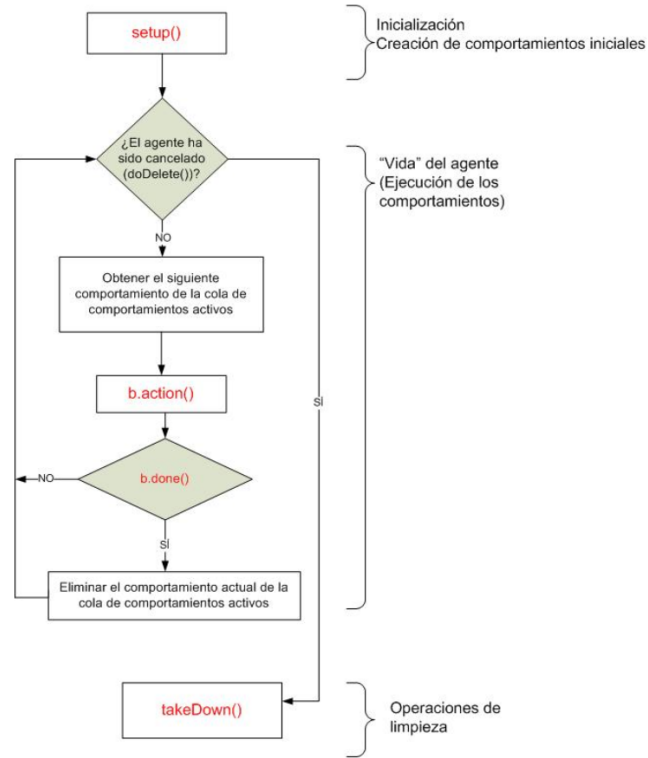 setup()
Inicialización
Creación de comportamientos iniciales
¿El agente ha
sido cancelado
(doDelete())?
"Vida" del agente
(Ejecución de los
comportamientos)
NO
Obtener el siguiente
comportamiento de la cola de
comportamientos activos
b.action()
SÍ
b.done()
NO
SÍ
Eliminar el comportamiento actual de la
cola de comportamientos activos
takeDown()
Operaciones de
limpieza